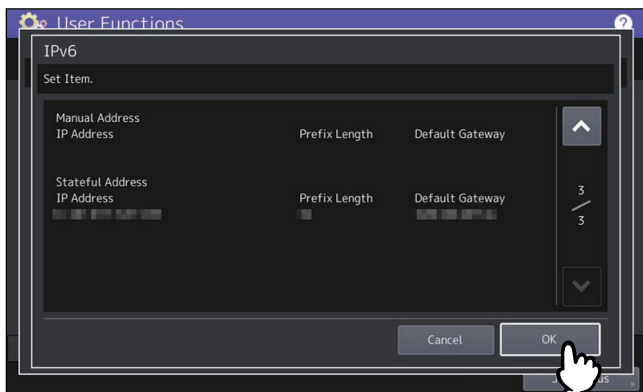 User Functions
?
IPv6
Set Item.
Manual Address
IP Address Prefix Length Default Gateway
Stateful Address
IP Address Prefix Length Default Gateway
3
3
Cancel OK